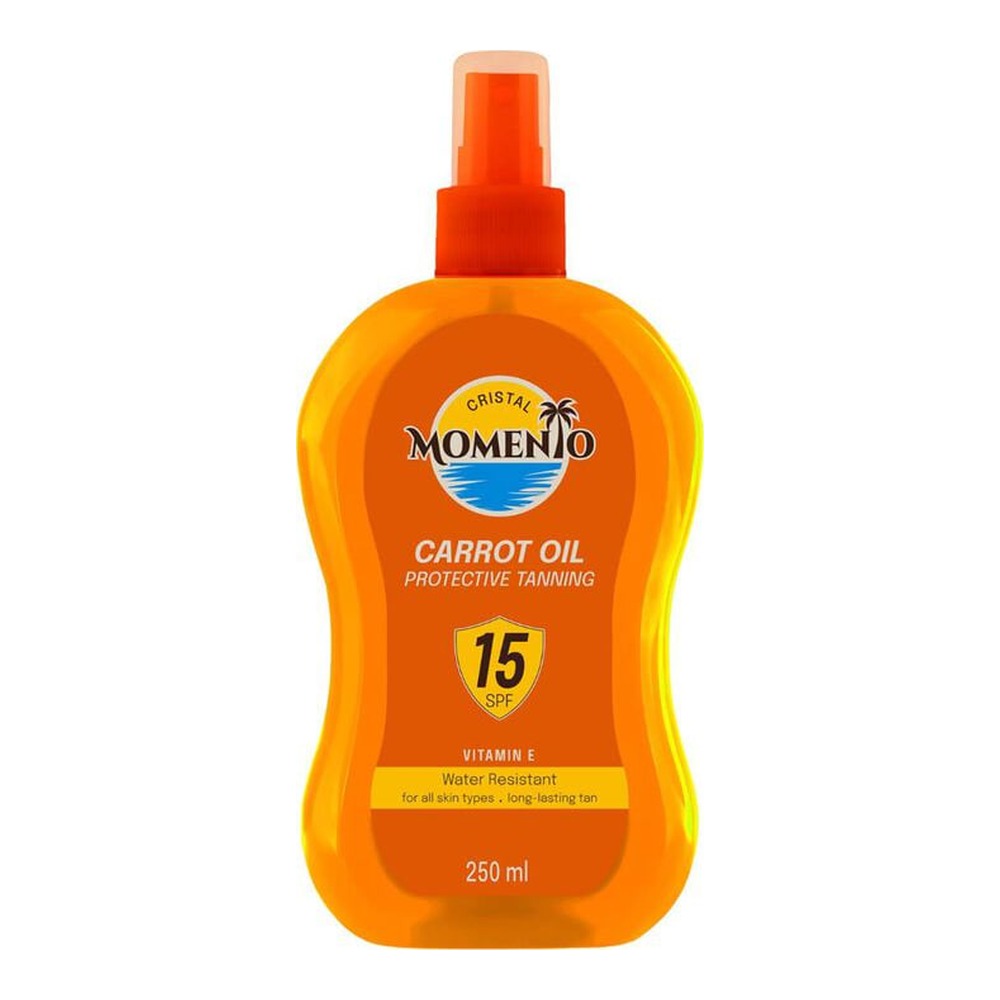 CRISTAL
MOMENTO
CARROT OIL
PROTECTIVE TANNING
15
SPF
VITAMIN E
Water Resistant
for all skin types . long-lasting tan
250 ml